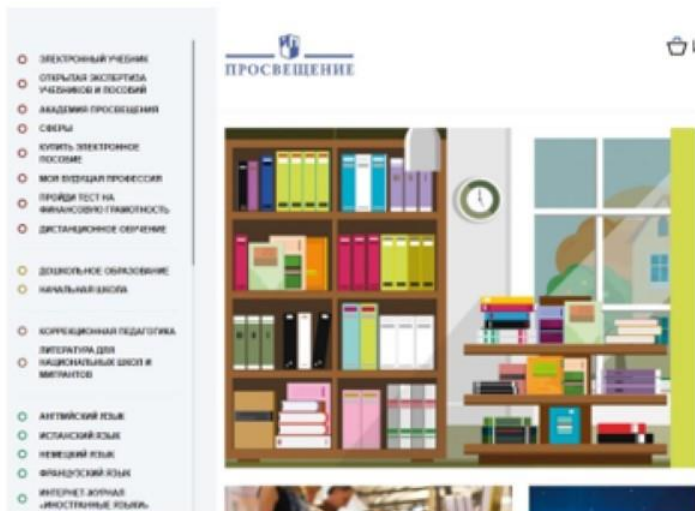 ЭЛЕКТРОННЫЙ УЧЕБНИК
ОТКРЫТАЯ ЭКСПЕРТИЗА
УЧЕБНИКОВ И ПОСОБИЙ
АКАДЕМИЯ ПРОСВЕЩЕНИЯ
СФЕРЫ
КУПИТЬ ЭЛЕКТРОННОЕ
ПОСОБИЕ
МОЯ БУДУЩАЯ ПРОФЕССИЯ
ПРОЙДИ ТЕСТ НА
ФИНАНСОВУЮ ГРАМОТНОСТЬ
ДИСТАНЦИОННОЕ ОБУЧЕНИЕ
ДОШКОЛЬНОЕ ОБРАЗОВАНИЕ
НАЧАЛЬНАЯ ШКОЛА
КОРРЕКЦИОННАЯ ПЕДАГОГИКА
ЛИТЕРАТУРА ДЛЯ
НАЦИОНАЛЬНЫХ ШКОЛ И
МИГРАНТОВ
АНГЛИЙСКИЙ ЯЗЫК
ИСПАНСКИЙ ЯЗЫК
НЕМЕЦКИЙ ЯЗЫК
ФРАНЦУЗСКИЙ ЯЗЫК
ИНТЕРНЕТ-ЖУРНАЛ
«ИНОСТРАННЫЕ ЯЗЫКИ»
ПРОСВЕЩЕНИЕ